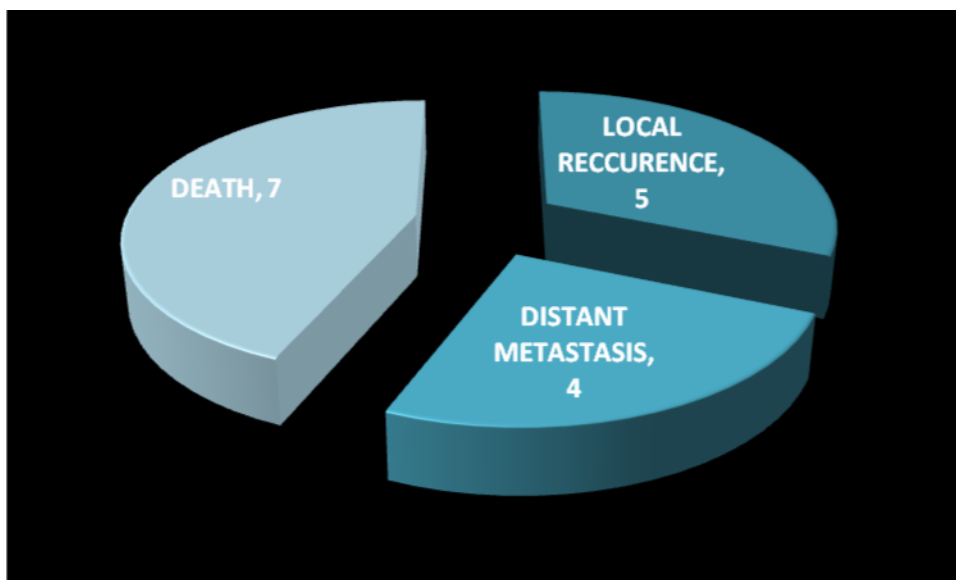 LOCAL
RECCURENCE,
5
DEATH, 7
DISTANT
METASTASIS,
4